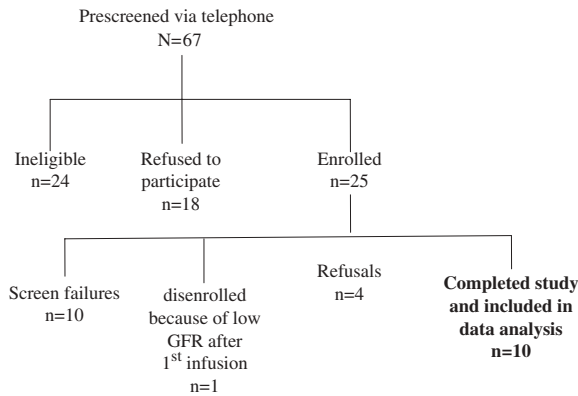 Prescreened via telephone
N=67
Ineligible
n=24
Refused to
participate
n=18
Enrolled
n=25
Screen failures
n=10
disenrolled
because of low
GFR after
1st infusion
n=1
Refusals
n=4
Completed study
and included in
data analysis
n=10